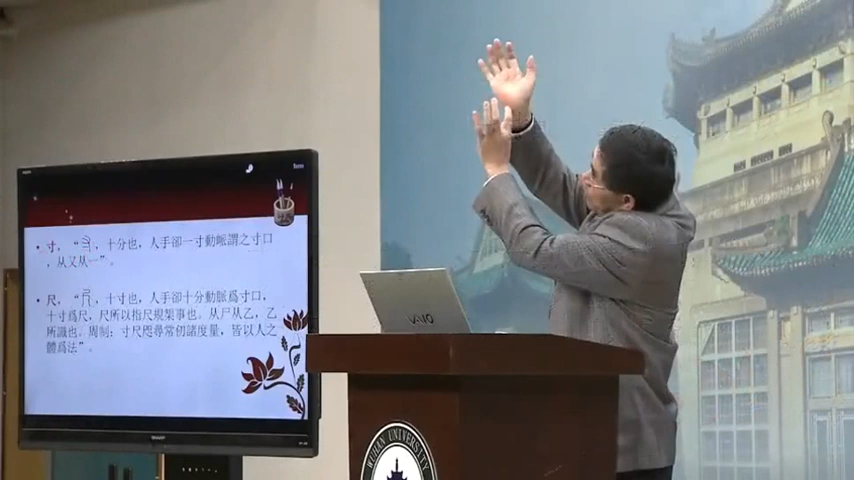 • 寸，“，十分也，人手卻一寸動脈謂之寸口
，从又从一”。
• 尺，“，十寸也，人手卻十分動脈爲寸口，
十寸爲尺，尺所以指尺規榘事也。从尸从乙，乙
所識也。周制：寸尺咫尋常仞諸度量，皆以人之
體爲法”。
VAIO
WUHAN UNIVERSITY